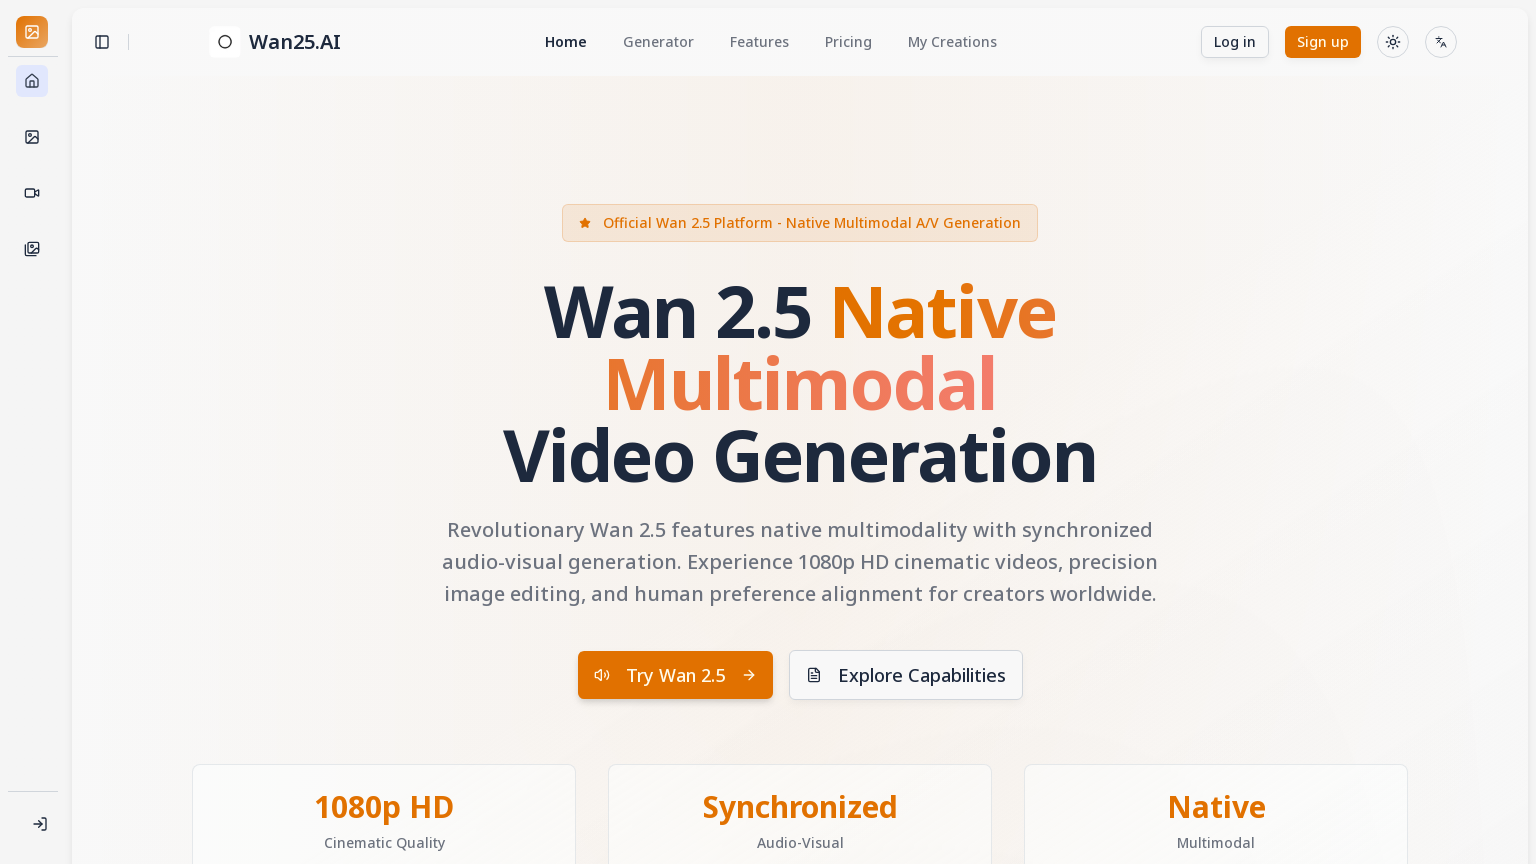 Wan25.AI
Home
Generator
Features
Pricing
My Creations
Log in
Sign up
Official Wan 2.5 Platform - Native Multimodal A/V Generation
Wan 2.5 Native
Multimodal
Video Generation
Revolutionary Wan 2.5 features native multimodality with synchronized
audio-visual generation. Experience 1080p HD cinematic videos, precision
image editing, and human preference alignment for creators worldwide.
Try Wan 2.5
Explore Capabilities
1080p HD
Cinematic Quality
Synchronized
Audio-Visual
Native
Multimodal